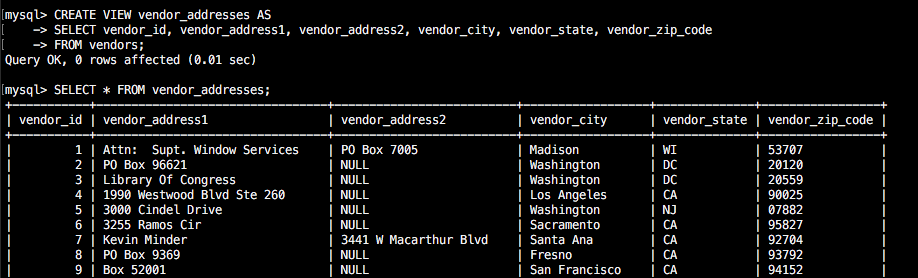 mysql> CREATE VIEW vendor_addresses AS
    -> SELECT vendor_id, vendor_address1, vendor_address2, vendor_city, vendor_state, vendor_zip_code
    -> FROM vendors;
Query OK, 0 rows affected (0.01 sec)
mysql> SELECT * FROM vendor_addresses;
| vendor_id | vendor_address1 | vendor_address2 | vendor_city | vendor_state | vendor_zip_code |
| 1 | Attn:  Supt. Window Services | PO Box 7005 | Madison | WI | 53707 |
| 2 | PO Box 96621 | NULL | Washington | DC | 20120 |
| 3 | Library Of Congress | NULL | Washington | DC | 20559 |
| 4 | 1990 Westwood Blvd Ste 260 | NULL | Los Angeles | CA | 90025 |
| 5 | 3000 Cindel Drive | NULL | Washington | NJ | 07882 |
| 6 | 3255 Ramos Cir | NULL | Sacramento | CA | 95827 |
| 7 | Kevin Minder | 3441 W Macarthur Blvd | Santa Ana | CA | 92704 |
| 8 | PO Box 9369 | NULL | Fresno | CA | 93792 |
| 9 | Box 52001 | NULL | San Francisco | CA | 94152 |